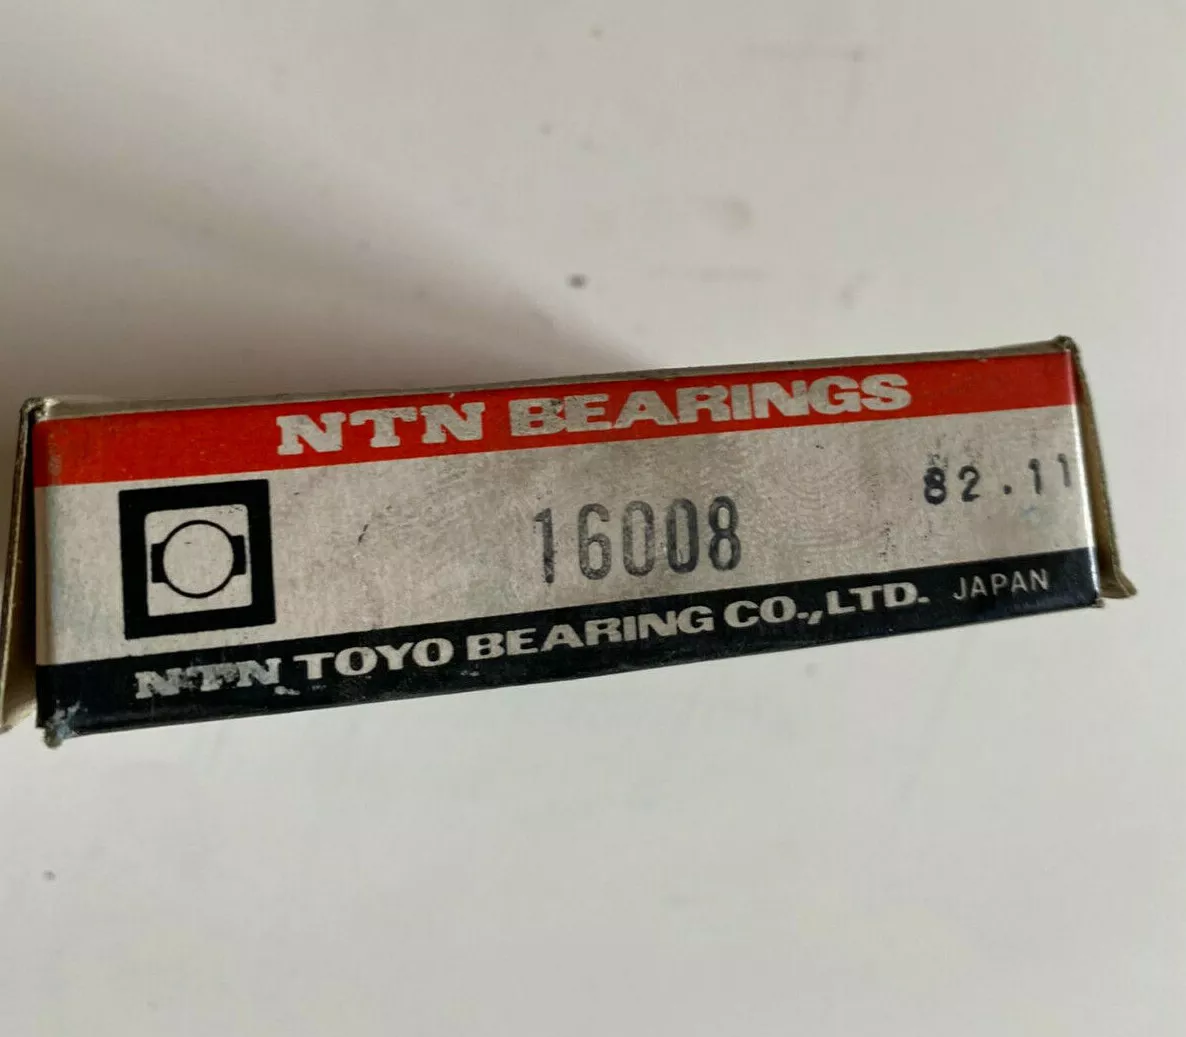 NTN BEARINGS
82.11
16008
NTN TOYO BEARING CO.,LTD. JAPAN